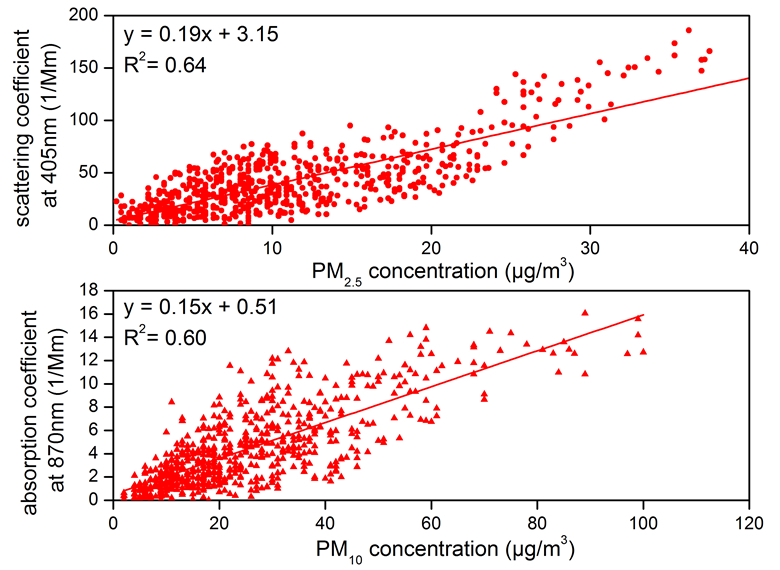 y = 0.19x + 3.15
R²= 0.64
scattering coefficient
at 405nm (1/Mm)
200
150
100
50
0
0 10 20 30 40
PM₂.₅ concentration (µg/m³)
y = 0.15x + 0.51
R²= 0.60
absorption coefficient
at 870nm (1/Mm)
18
16
14
12
10
8
6
4
2
0
0 20 40 60 80 100 120
PM₁₀ concentration (µg/m³)